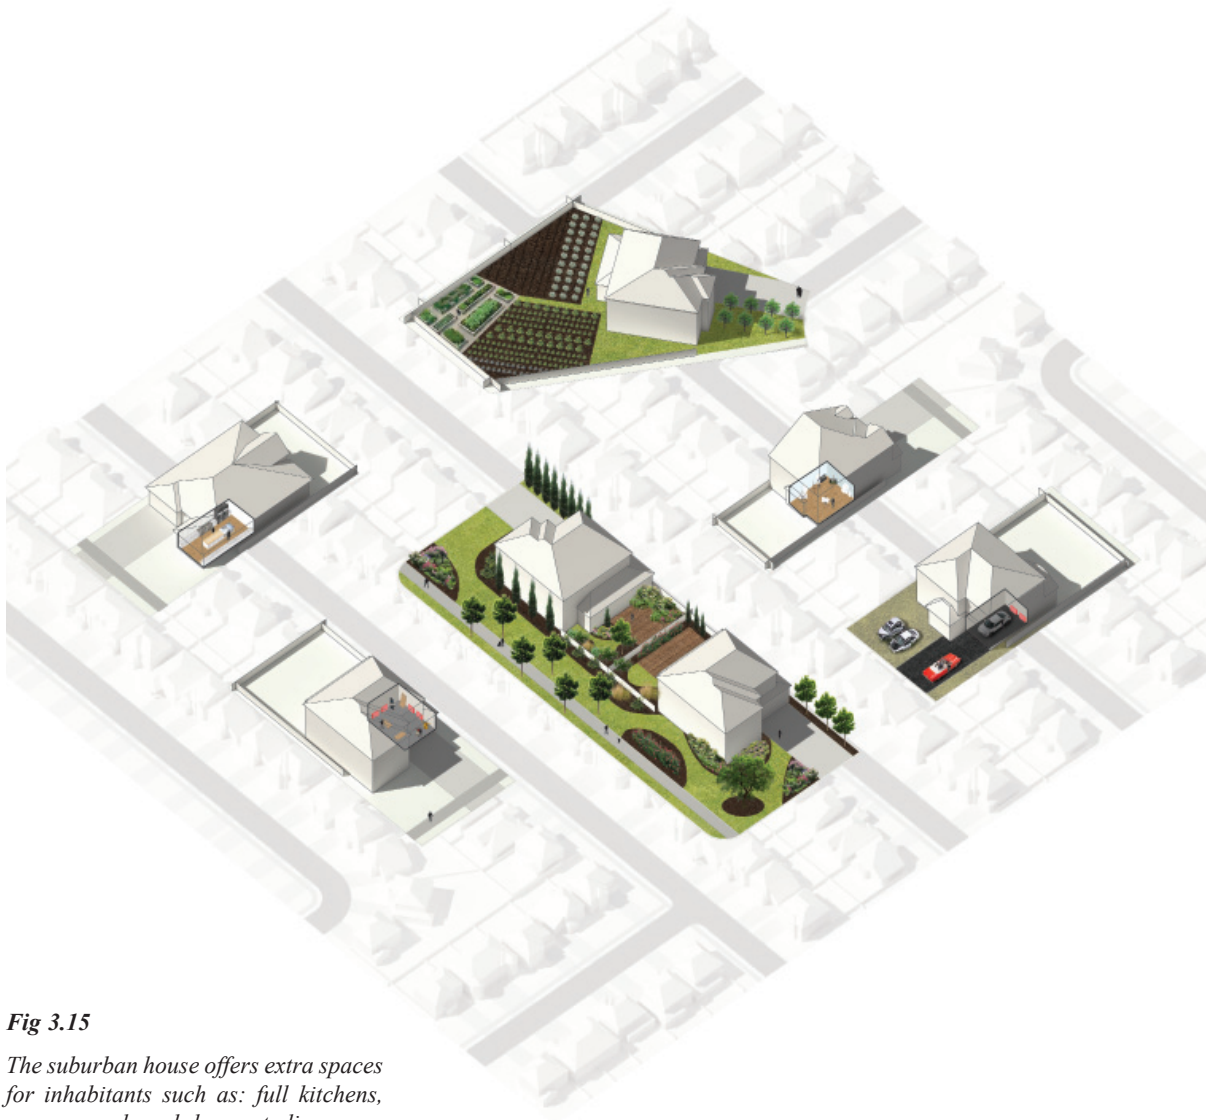 Fig 3.15
The suburban house offers extra spaces
for inhabitants such as: full kitchens,